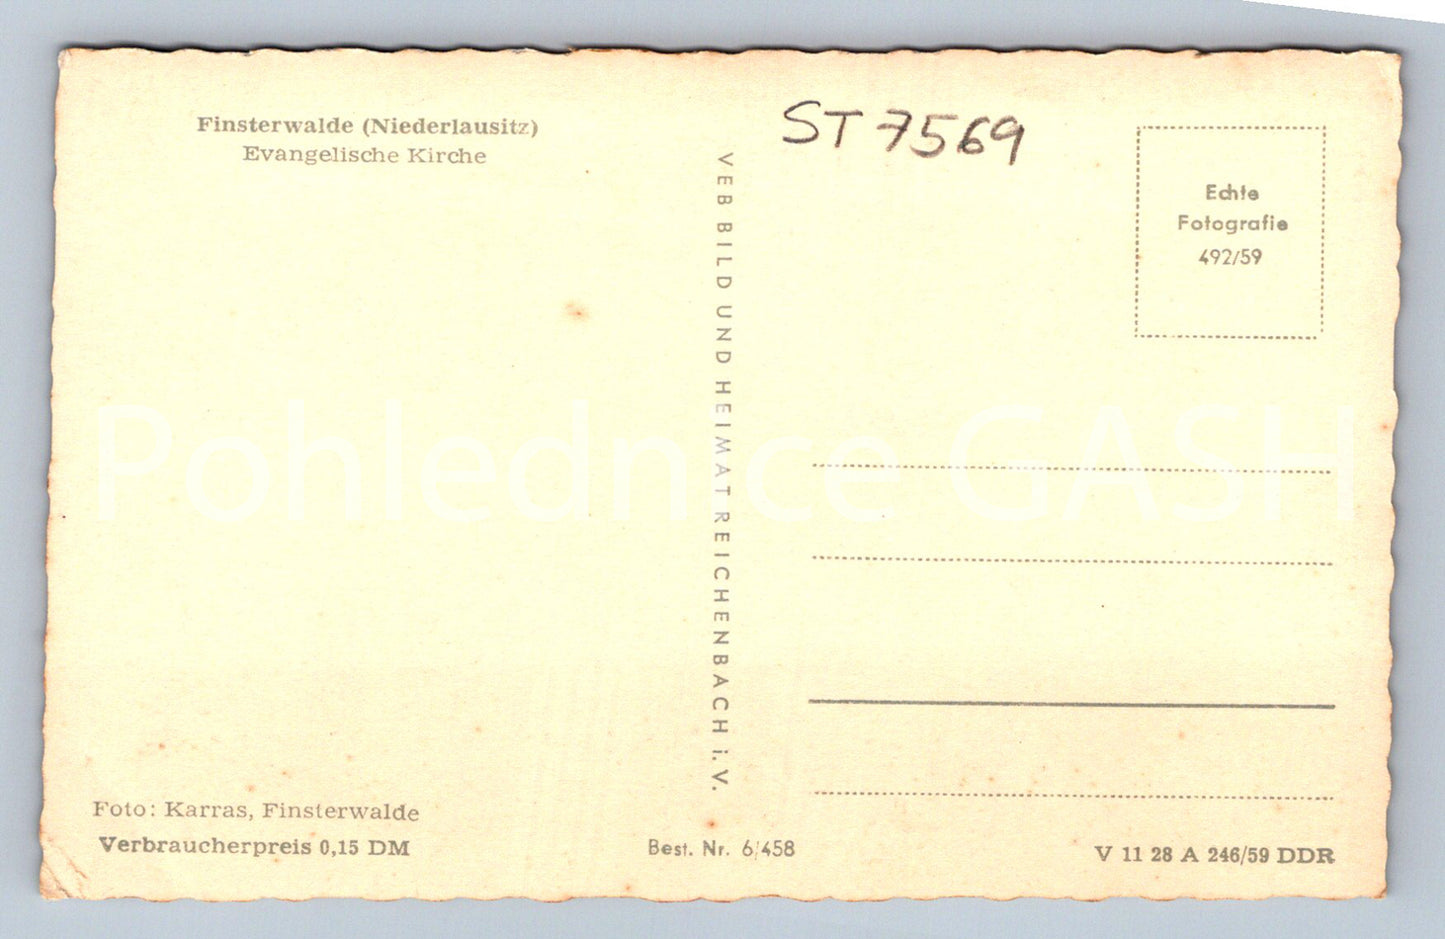 Finsterwalde (Niederlausitz)
Evangelische Kirche
ST 7569
Echte
Fotografie
492/59
VEB BILD UND HEIMAT REICHENBACH i. V.
Pohlednice GASH
Foto: Karras, Finsterwalde
Verbraucherpreis 0,15 DM
Best. Nr. 6/458
V 11 28 A 246/59 DDR